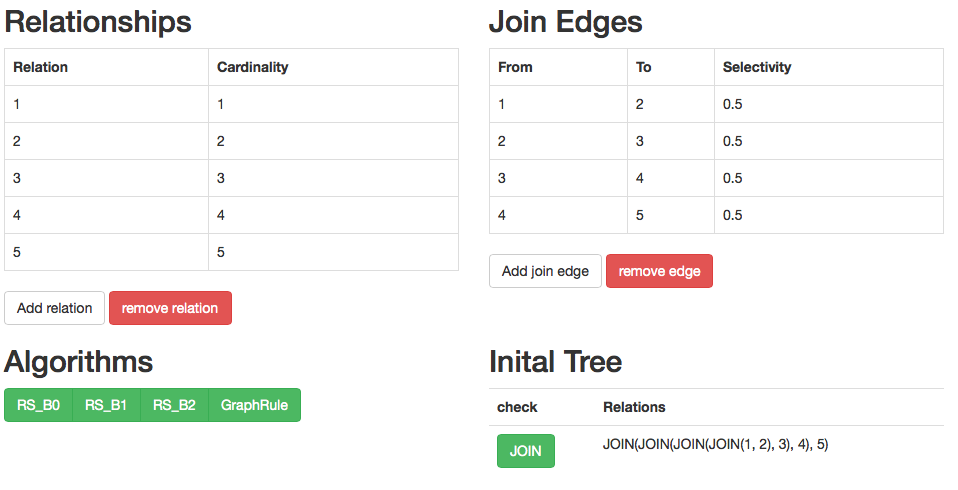 Relationships
Relation Cardinality
1 1
2 2
3 3
4 4
5 5
Add relation remove relation
Join Edges
From To Selectivity
1 2 0.5
2 3 0.5
3 4 0.5
4 5 0.5
Add join edge remove edge
Algorithms
RS_B0 RS_B1 RS_B2 GraphRule
Inital Tree
check Relations
JOIN JOIN(JOIN(JOIN(JOIN(1, 2), 3), 4), 5)